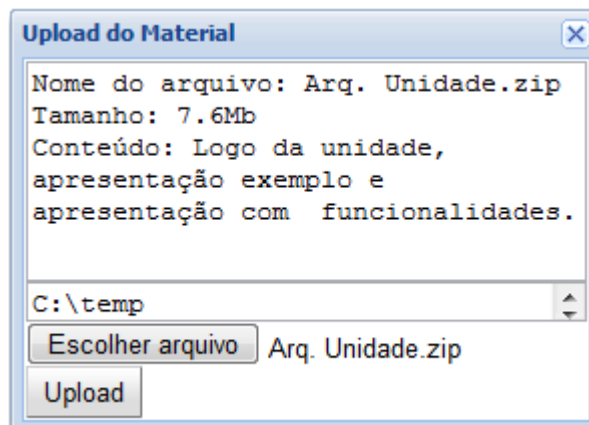 Upload do Material
Nome do arquivo: Arq. Unidade.zip
Tamanho: 7.6Mb
Conteúdo: Logo da unidade,
apresentação exemplo e
apresentação com  funcionalidades.
C:\temp
Escolher arquivo Arq. Unidade.zip
Upload